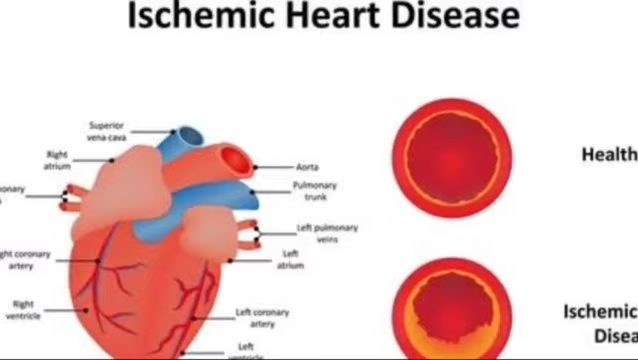 Ischemic Heart Disease
Superior
vena cava
Right
atrium
Aorta
Pulmonary
trunk
Left pulmonary
veins
Left
atrium
artery
Right
ventricle
Left coronary
artery
Left
Health
Ischemic